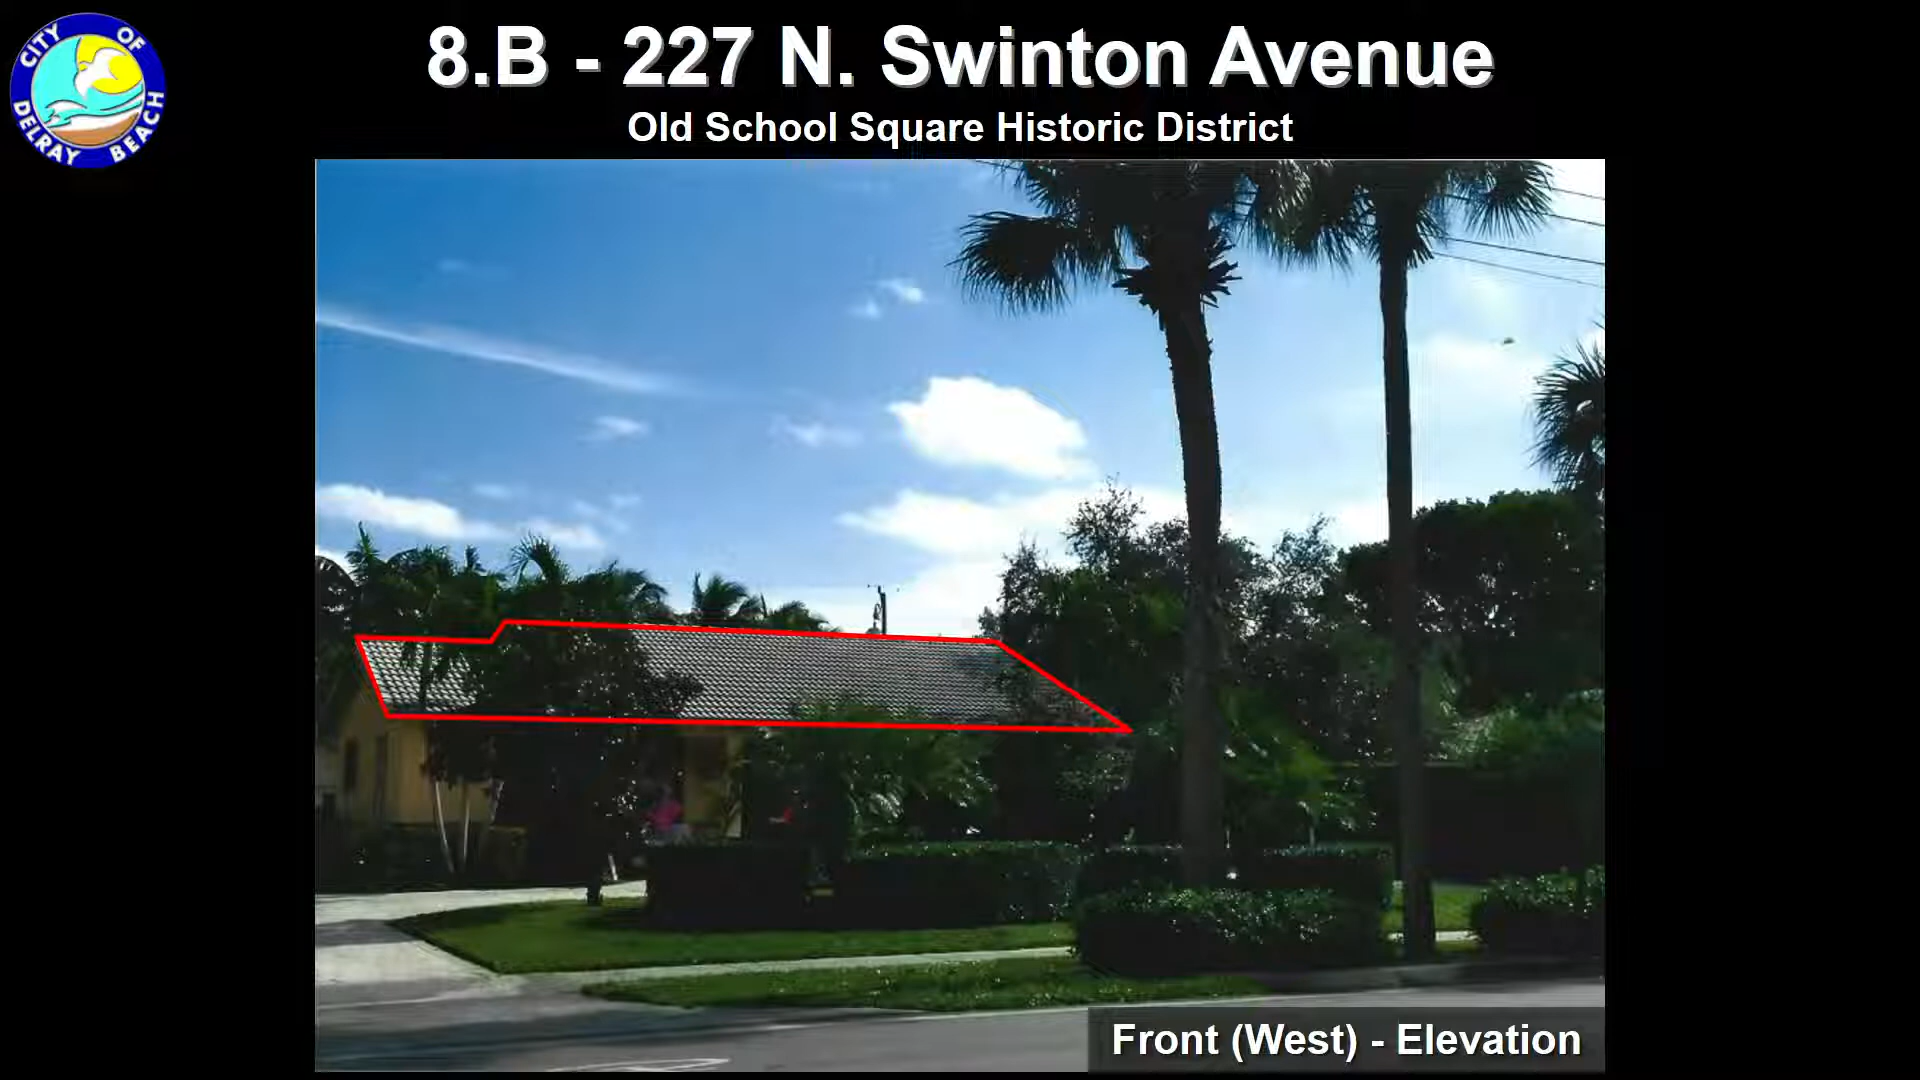 CITY OF
DELRAY BEACH
8.B - 227 N. Swinton Avenue
Old School Square Historic District
Front (West) - Elevation